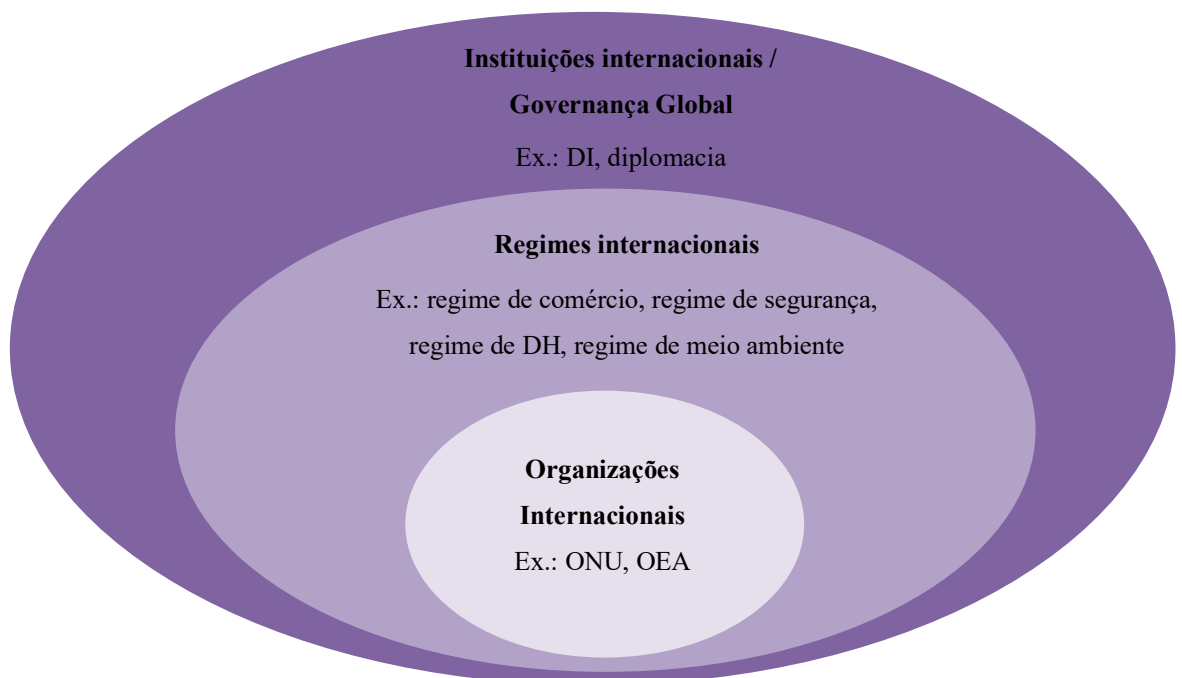 Instituições internacionais /
Governança Global
Ex.: DI, diplomacia
Regimes internacionais
Ex.: regime de comércio, regime de segurança,
regime de DH, regime de meio ambiente
Organizações
Internacionais
Ex.: ONU, OEA